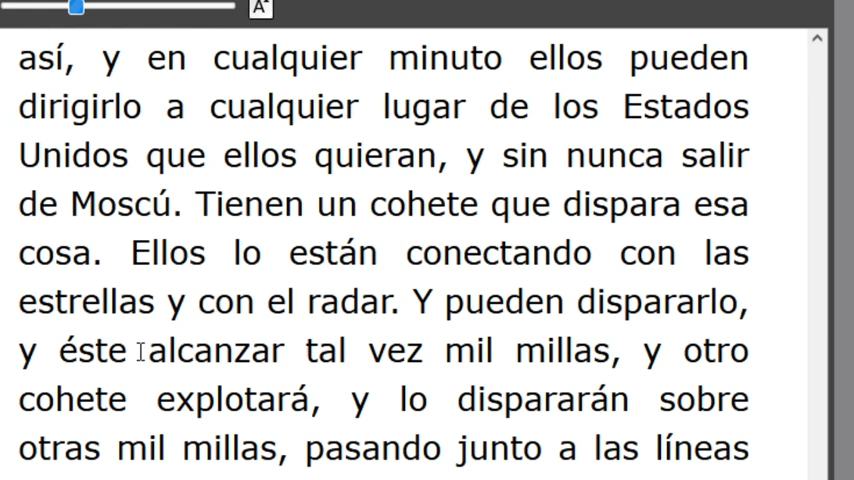 A
así, y en cualquier minuto ellos pueden
dirigirlo a cualquier lugar de los Estados
Unidos que ellos quieran, y sin nunca salir
de Moscú. Tienen un cohete que dispara esa
cosa. Ellos lo están conectando con las
estrellas y con el radar. Y pueden dispararlo,
y éste alcanzar tal vez mil millas, y otro
cohete explotará, y lo dispararán sobre
otras mil millas, pasando junto a las líneas